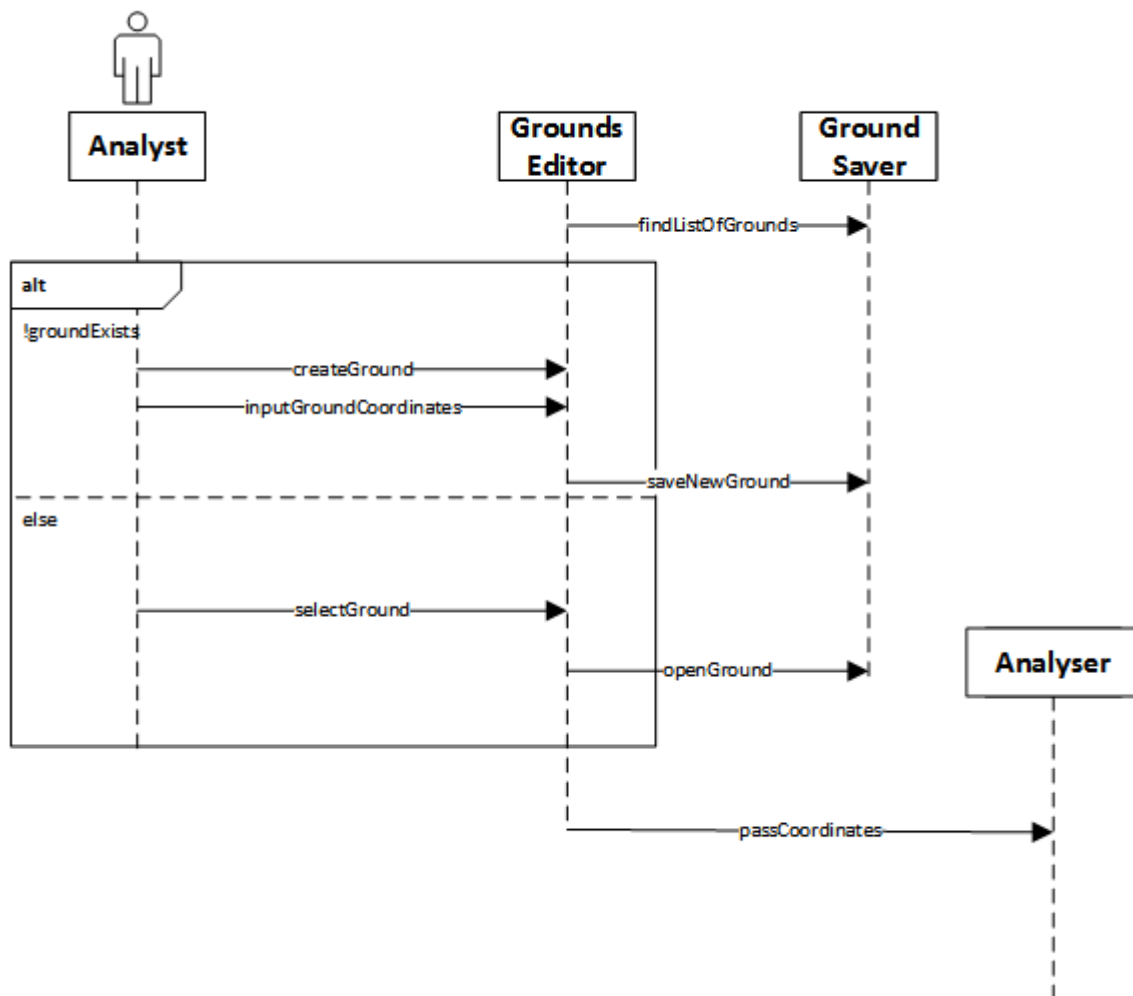 Analyst
Grounds
Editor
Ground
Saver
findListOfGrounds
alt
!groundExists
createGround
inputGroundCoordinates
saveNewGround
else
selectGround
openGround
Analyser
passCoordinates